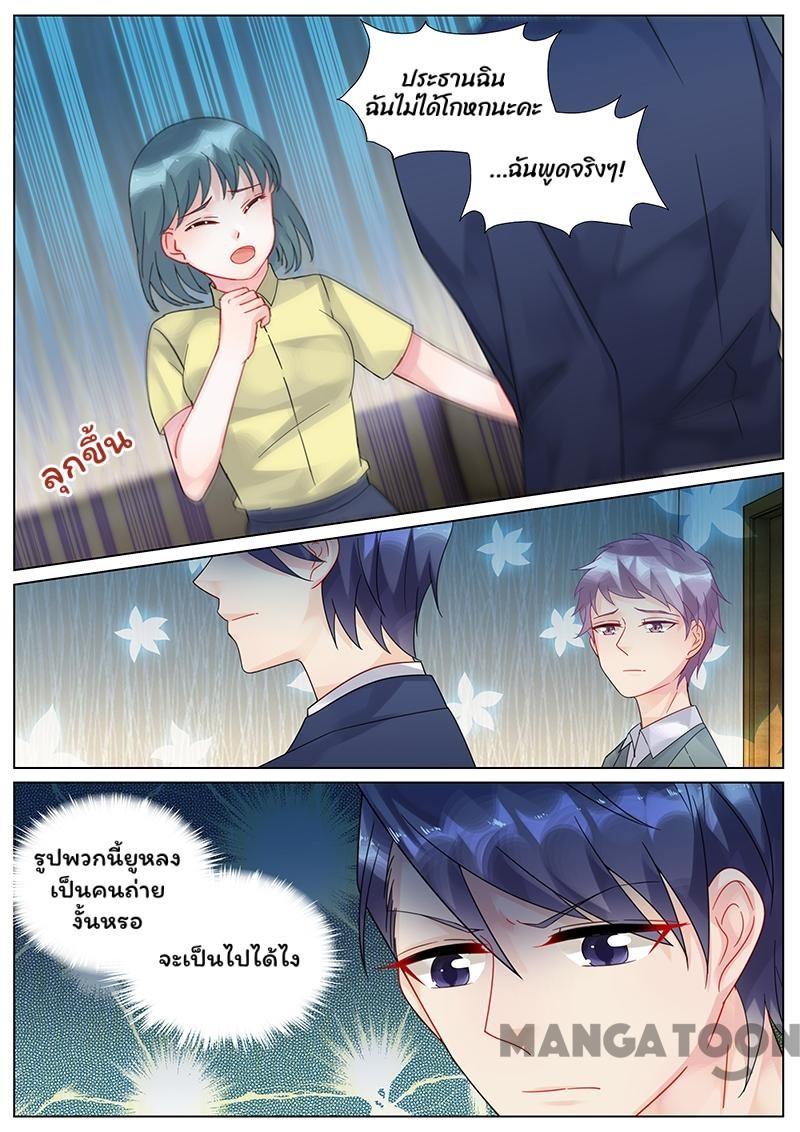 ประธานฉิน
ฉันไม่ได้โกหกนะคะ
...ฉันพูดจริงๆ!
ลุกขึ้น
รูปพวกนี้ยูหลง
เป็นคนถ่าย
งั้นหรอ
จะเป็นไปได้ไง
MANGATOON